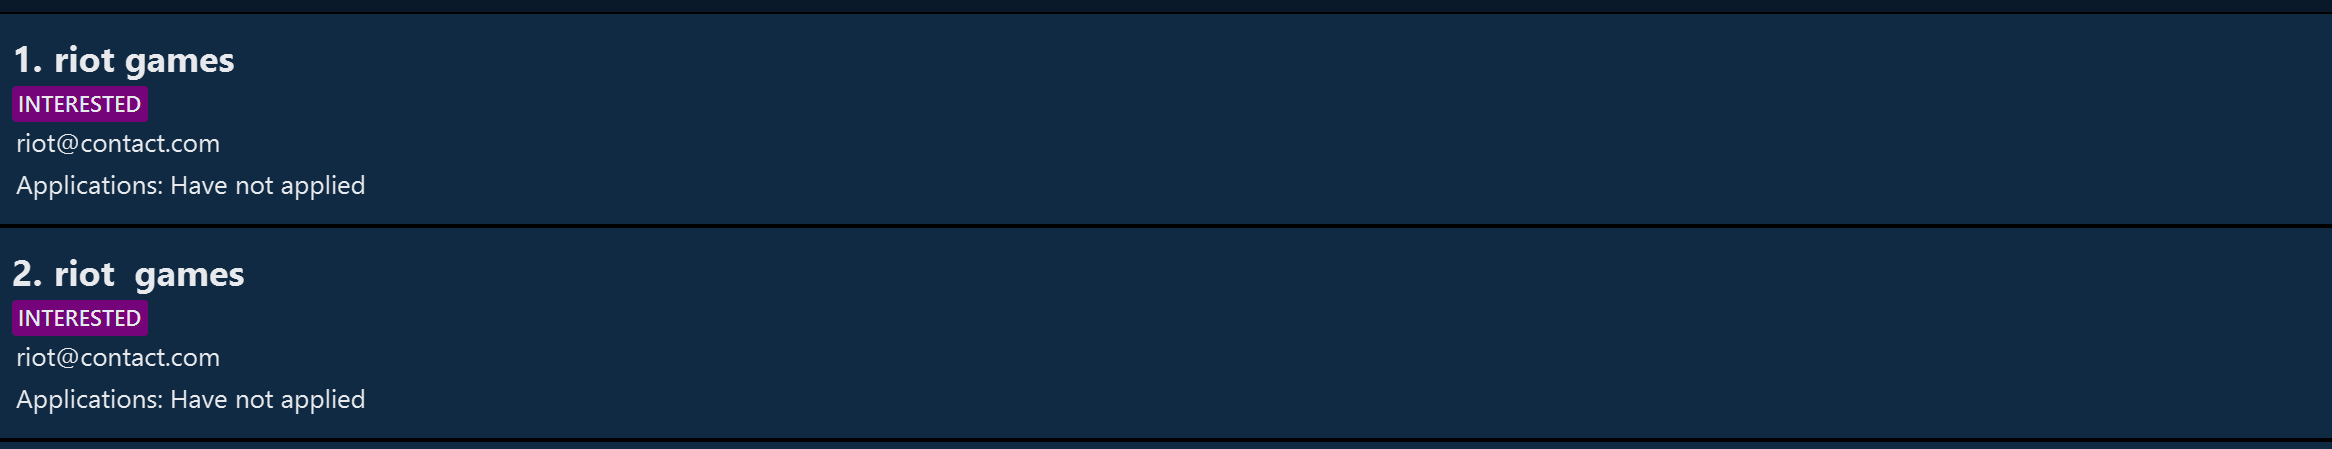 1. riot games
INTERESTED
riot@contact.com
Applications: Have not applied
2. riot  games
INTERESTED
riot@contact.com
Applications: Have not applied